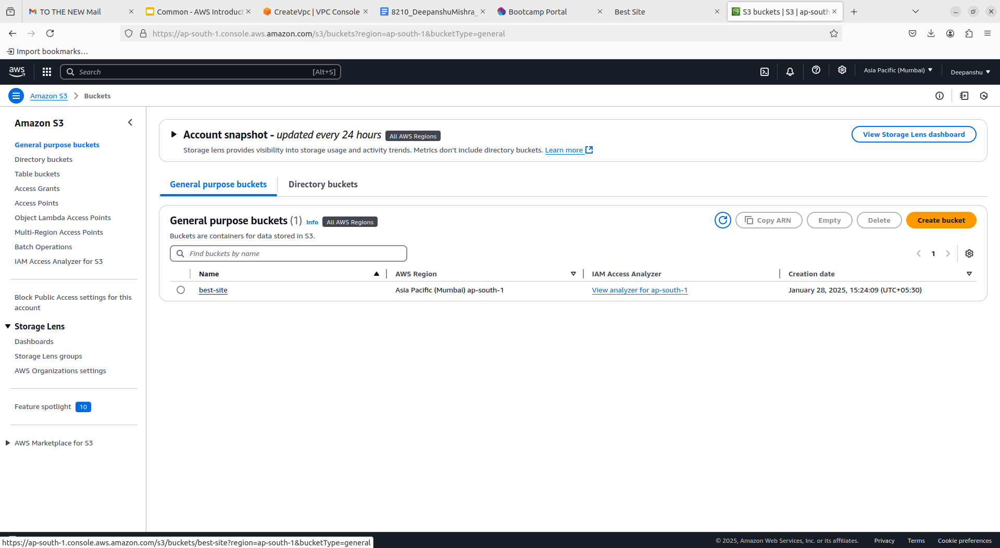 TO THE NEW Mail
Common - AWS Introduct
CreateVpc | VPC Console
8210_DeepanshuMishra_
Bootcamp Portal
Best Site
S3 buckets | S3 | ap-south
https://ap-south-1.console.aws.amazon.com/s3/buckets?region=ap-south-1&bucketType=general
Import bookmarks…
aws
Search
[Alt+S]
Asia Pacific (Mumbai)
Deepanshu
Amazon S3
Buckets
Amazon S3
General purpose buckets
Directory buckets
Table buckets
Access Grants
Access Points
Object Lambda Access Points
Multi-Region Access Points
Batch Operations
IAM Access Analyzer for S3
Block Public Access settings for this
account
Storage Lens
Dashboards
Storage Lens groups
AWS Organizations settings
Feature spotlight 10
AWS Marketplace for S3
Account snapshot - updated every 24 hours All AWS Regions
View Storage Lens dashboard
Storage lens provides visibility into storage usage and activity trends. Metrics don't include directory buckets. Learn more
General purpose buckets
Directory buckets
General purpose buckets (1) Info All AWS Regions
Copy ARN
Empty
Delete
Create bucket
Buckets are containers for data stored in S3.
Find buckets by name
1
Name
AWS Region
IAM Access Analyzer
Creation date
best-site
Asia Pacific (Mumbai) ap-south-1
View analyzer for ap-south-1
January 28, 2025, 15:24:09 (UTC+05:30)
https://ap-south-1.console.aws.amazon.com/s3/buckets/best-site?region=ap-south-1&bucketType=general
© 2025, Amazon Web Services, Inc. or its affiliates.
Privacy
Terms
Cookie preferences